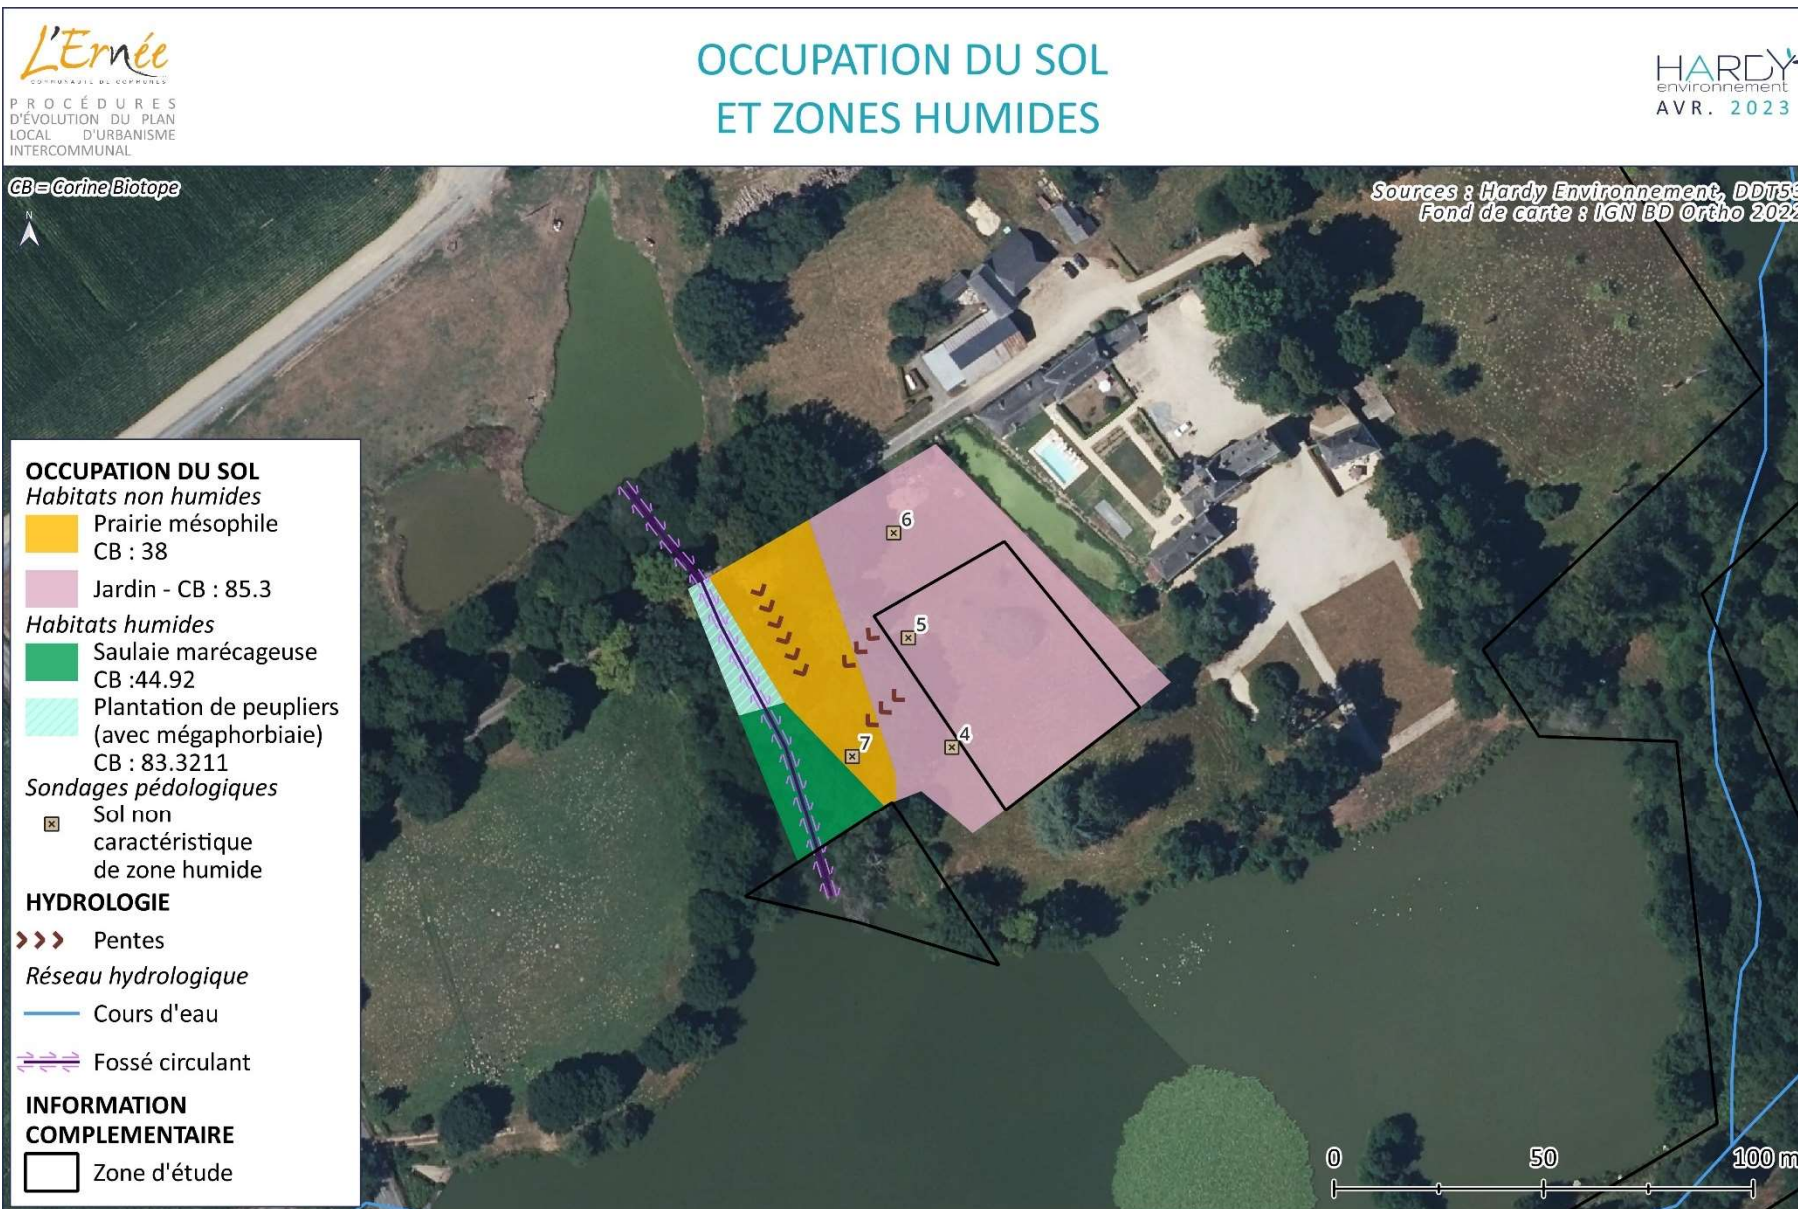 L'Ernée
COMMUNAUTÉ DE COMMUNES
PROCÉDURES
D'ÉVOLUTION DU PLAN
LOCAL D'URBANISME
INTERCOMMUNAL
OCCUPATION DU SOL
ET ZONES HUMIDES
HARDY
environnement
AVR. 2023
CB = Corine Biotope
N
Sources : Hardy Environnement, DDT53
Fond de carte : IGN BD Ortho 2022
6
5
4
7
OCCUPATION DU SOL
Habitats non humides
Prairie mésophile
CB : 38
Jardin - CB : 85.3
Habitats humides
Saulaie marécageuse
CB :44.92
Plantation de peupliers
(avec mégaphorbiaie)
CB : 83.3211
Sondages pédologiques
Sol non
caractéristique
de zone humide
HYDROLOGIE
Pentes
Réseau hydrologique
Cours d'eau
Fossé circulant
INFORMATION
COMPLEMENTAIRE
Zone d'étude
0 50 100 m